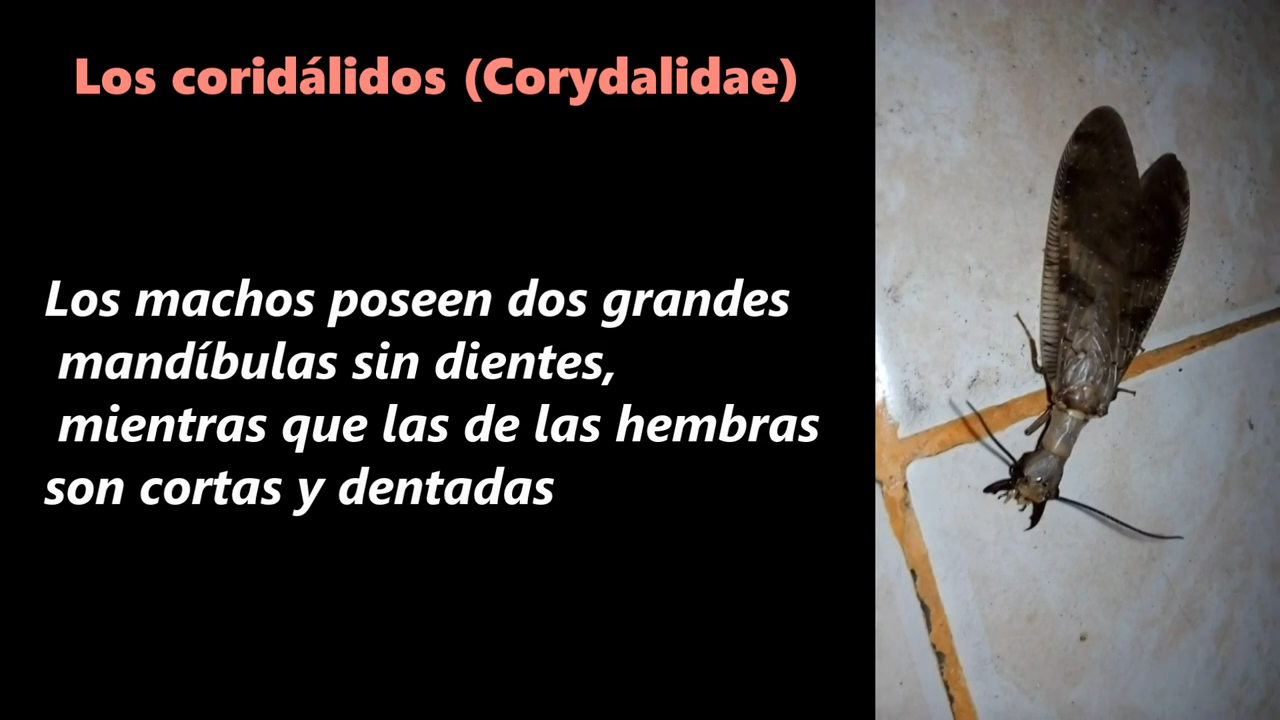 Los coridálidos (Corydalidae)
Los machos poseen dos grandes
mandíbulas sin dientes,
mientras que las de las hembras
son cortas y dentadas